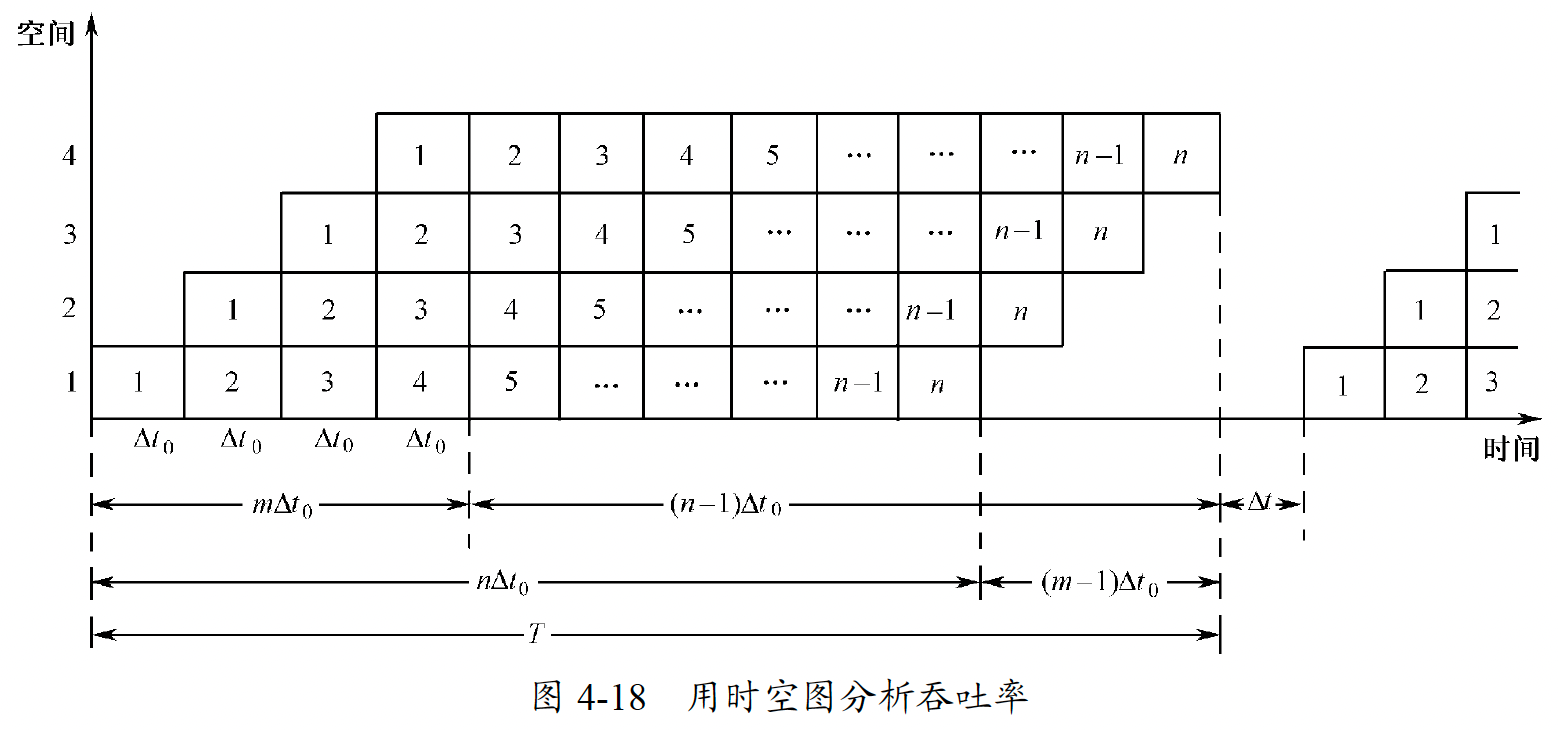 空间
4 1 2 3 4 5 … … … n−1 n
3 1 2 3 4 5 … … … n−1 n 1
2 1 2 3 4 5 … … … n−1 n 1 2
1 1 2 3 4 5 … … … n−1 n 1 2 3
Δt₀ Δt₀ Δt₀ Δt₀ 时间
mΔt₀ (n−1)Δt₀ Δt
nΔt₀ (m−1)Δt₀
T
图 4-18 用时空图分析吞吐率